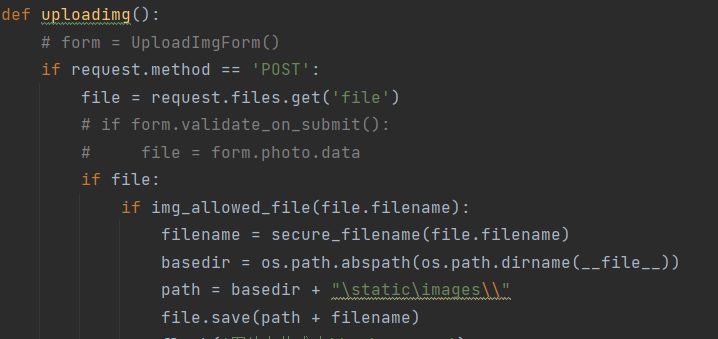 def uploadimg():
    # form = UploadImgForm()
    if request.method == 'POST':
        file = request.files.get('file')
        # if form.validate_on_submit():
        #     file = form.photo.data
        if file:
            if img_allowed_file(file.filename):
                filename = secure_filename(file.filename)
                basedir = os.path.abspath(os.path.dirname(__file__))
                path = basedir + "\static\images\\"
                file.save(path + filename)